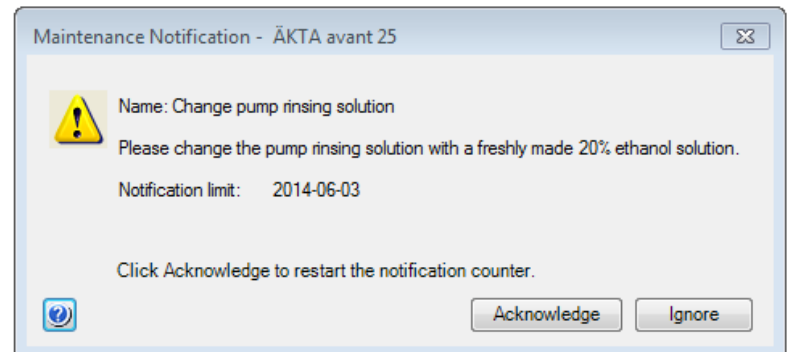 Maintenance Notification - ÄKTA avant 25
Name: Change pump rinsing solution
Please change the pump rinsing solution with a freshly made 20% ethanol solution.
Notification limit: 2014-06-03
Click Acknowledge to restart the notification counter.
Acknowledge Ignore